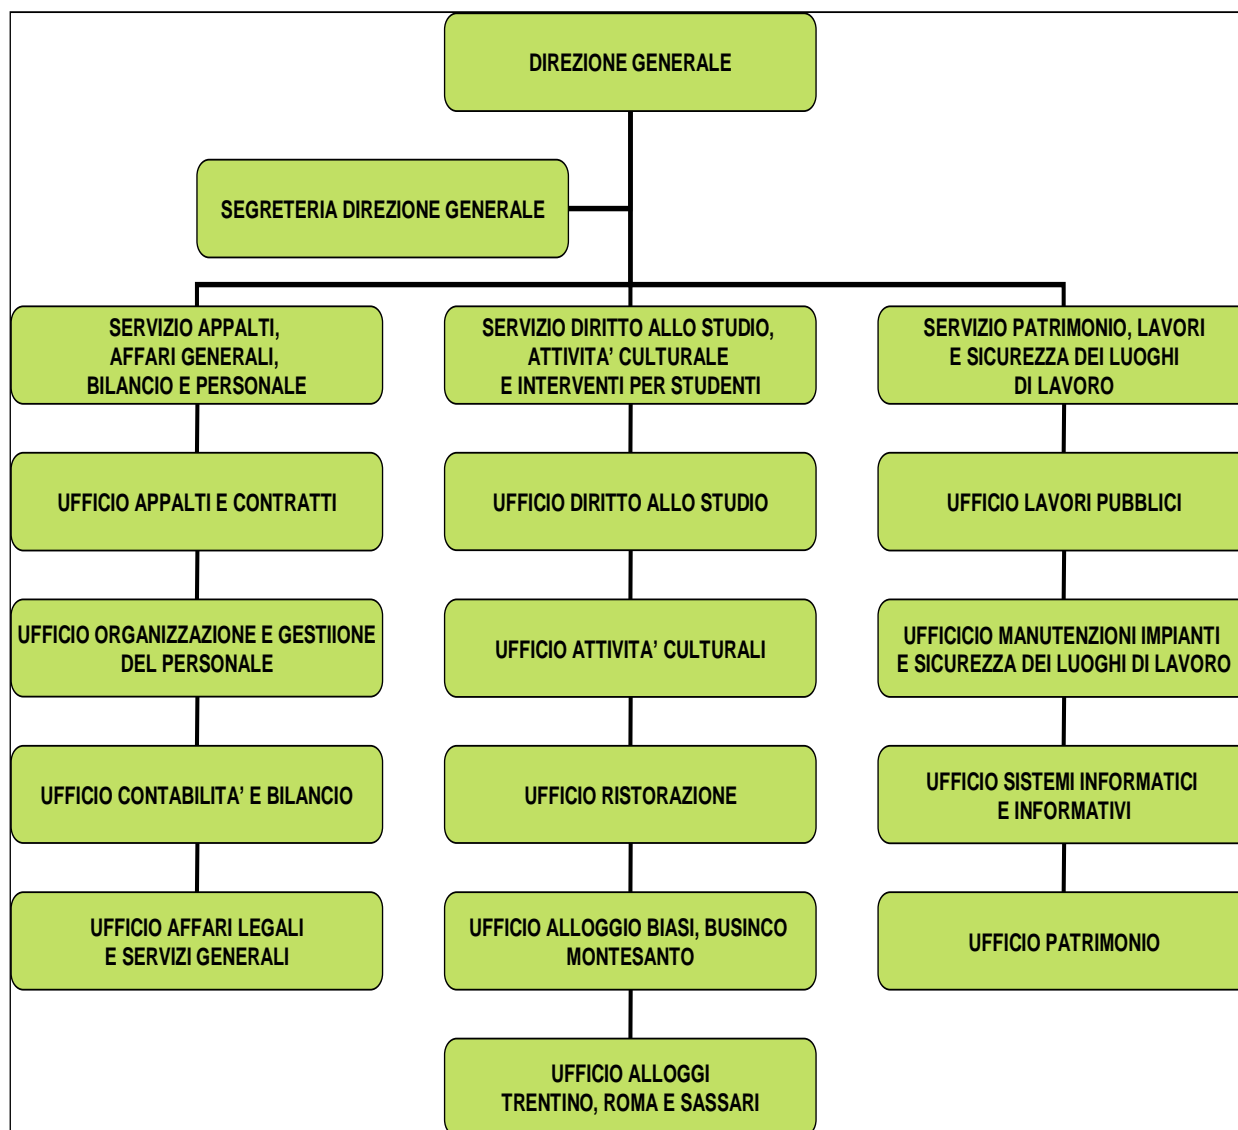 DIREZIONE GENERALE
SEGRETERIA DIREZIONE GENERALE
SERVIZIO APPALTI,
AFFARI GENERALI,
BILANCIO E PERSONALE
SERVIZIO DIRITTO ALLO STUDIO,
ATTIVITA’ CULTURALE
E INTERVENTI PER STUDENTI
SERVIZIO PATRIMONIO, LAVORI
E SICUREZZA DEI LUOGHI
DI LAVORO
UFFICIO APPALTI E CONTRATTI
UFFICIO DIRITTO ALLO STUDIO
UFFICIO LAVORI PUBBLICI
UFFICIO ORGANIZZAZIONE E GESTIIONE
DEL PERSONALE
UFFICIO ATTIVITA’ CULTURALI
UFFICICIO MANUTENZIONI IMPIANTI
E SICUREZZA DEI LUOGHI DI LAVORO
UFFICIO CONTABILITA’ E BILANCIO
UFFICIO RISTORAZIONE
UFFICIO SISTEMI INFORMATICI
E INFORMATIVI
UFFICIO AFFARI LEGALI
E SERVIZI GENERALI
UFFICIO ALLOGGIO BIASI, BUSINCO
MONTESANTO
UFFICIO PATRIMONIO
UFFICIO ALLOGGI
TRENTINO, ROMA E SASSARI